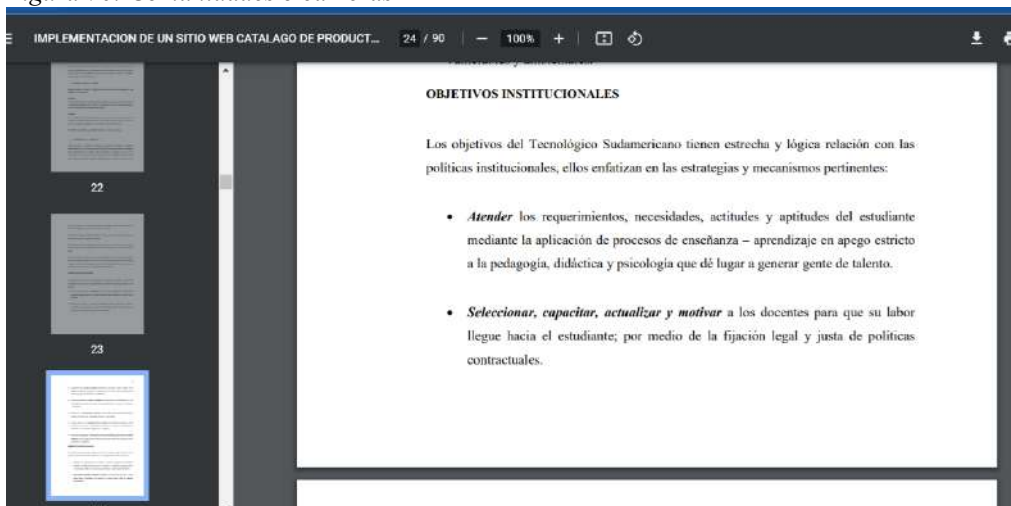 IMPLEMENTACION DE UN SITIO WEB CATALAGO DE PRODUCT... 24 / 90 100%
OBJETIVOS INSTITUCIONALES
Los objetivos del Tecnológico Sudamericano tienen estrecha y lógica relación con las
políticas institucionales, ellos enfatizan en las estrategias y mecanismos pertinentes:
• Atender los requerimientos, necesidades, actitudes y aptitudes del estudiante
mediante la aplicación de procesos de enseñanza – aprendizaje en apego estricto
a la pedagogía, didáctica y psicología que dé lugar a generar gente de talento.
• Seleccionar, capacitar, actualizar y motivar a los docentes para que su labor
llegue hacia el estudiante; por medio de la fijación legal y justa de políticas
contractuales.
22
23